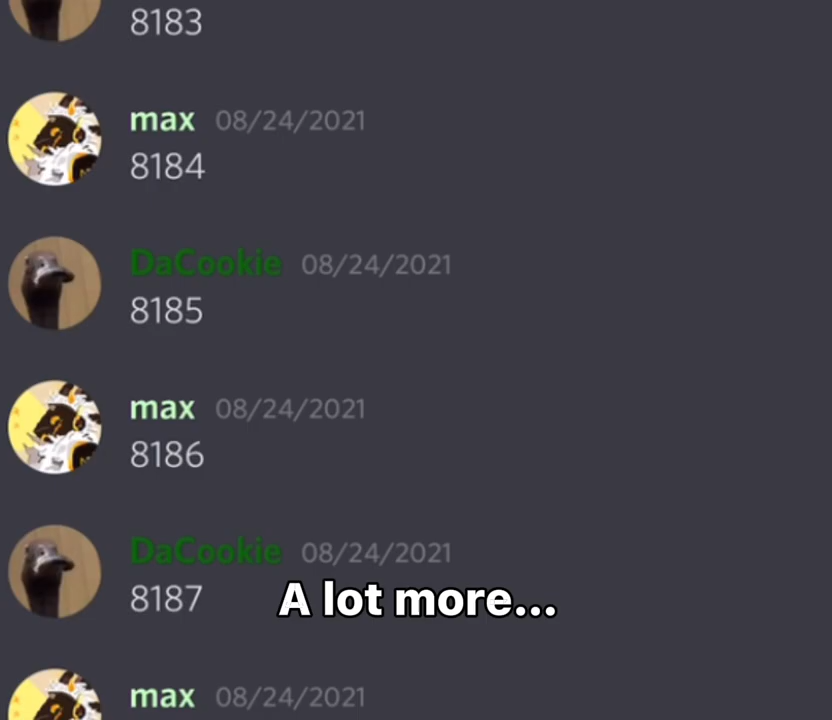 8183
max 08/24/2021
8184
DaCookie 08/24/2021
8185
max 08/24/2021
8186
DaCookie 08/24/2021
8187
A lot more...
max 08/24/2021